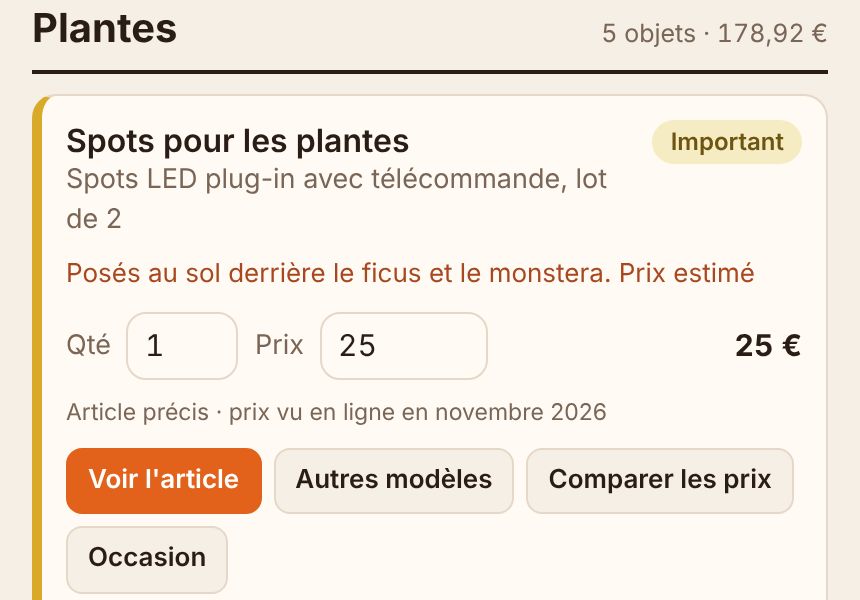 Plantes
5 objets · 178,92 €
Spots pour les plantes
Important
Spots LED plug-in avec télécommande, lot
de 2
Posés au sol derrière le ficus et le monstera. Prix estimé
Qté 1 Prix 25 25 €
Article précis · prix vu en ligne en novembre 2026
Voir l'article Autres modèles Comparer les prix
Occasion